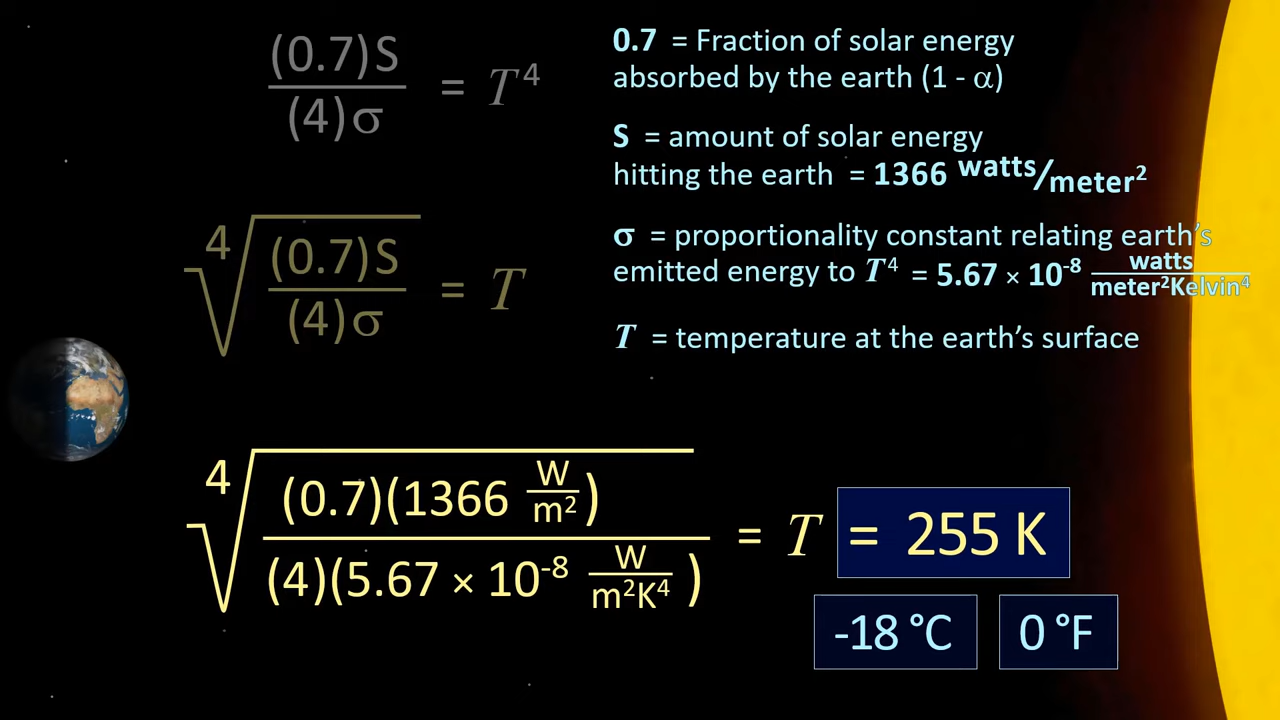 (0.7)S
(4)σ
= T⁴
⁴√
(0.7)S
(4)σ
= T
0.7 = Fraction of solar energy
absorbed by the earth (1 - α)
S = amount of solar energy
hitting the earth = 1366 watts/meter²
σ = proportionality constant relating earth's
emitted energy to T⁴ = 5.67 × 10⁻⁸ watts/meter²Kelvin⁴
T = temperature at the earth's surface
⁴√
(0.7)(1366 W/m²)
(4)(5.67 × 10⁻⁸ W/m²K⁴)
= T = 255 K
-18 °C 0 °F